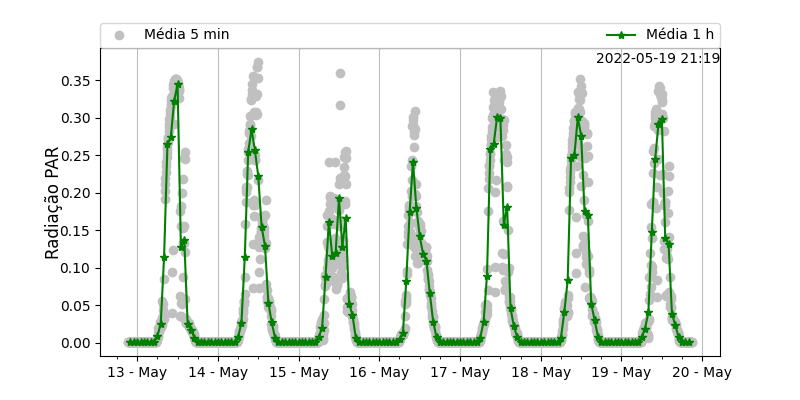 Média 5 min
Média 1 h
2022-05-19 21:19
Radiação PAR
0.35
0.30
0.25
0.20
0.15
0.10
0.05
0.00
13 - May
14 - May
15 - May
16 - May
17 - May
18 - May
19 - May
20 - May